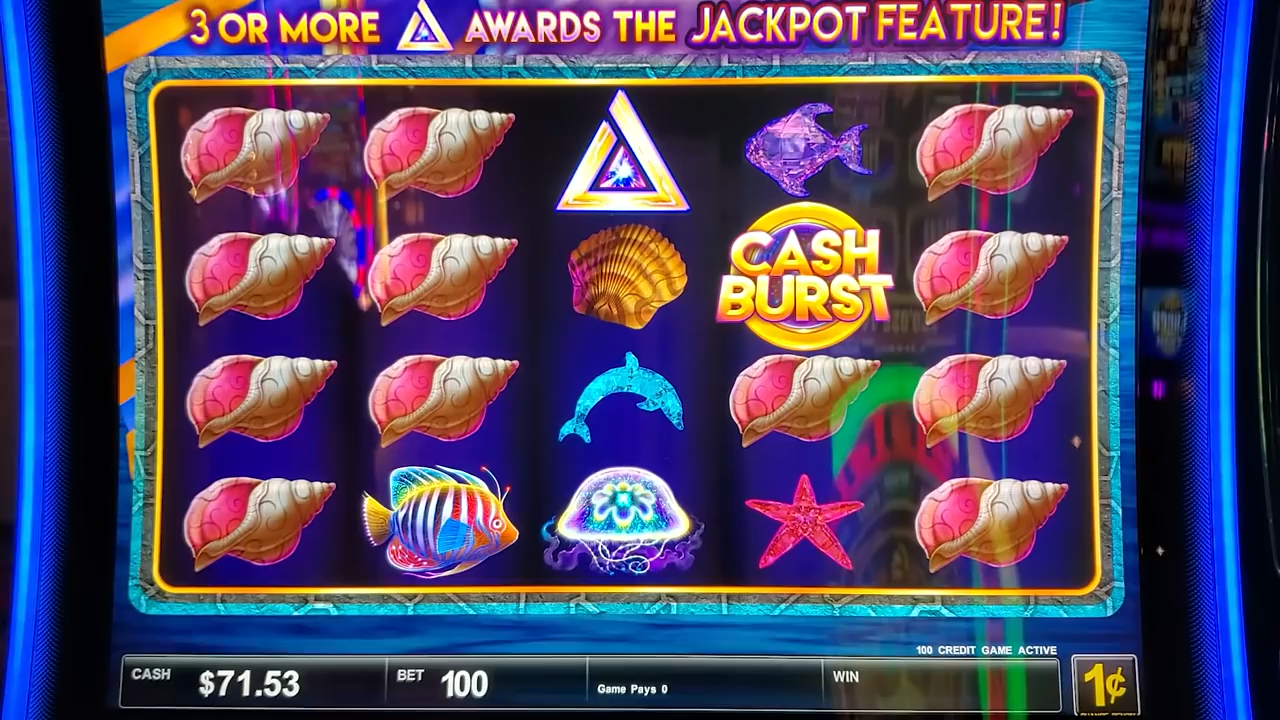 3 OR MORE AWARDS THE JACKPOT FEATURE!
CASH
BURST
100 CREDIT GAME ACTIVE
CASH $71.53 BET 100 Game Pays 0 WIN
1¢